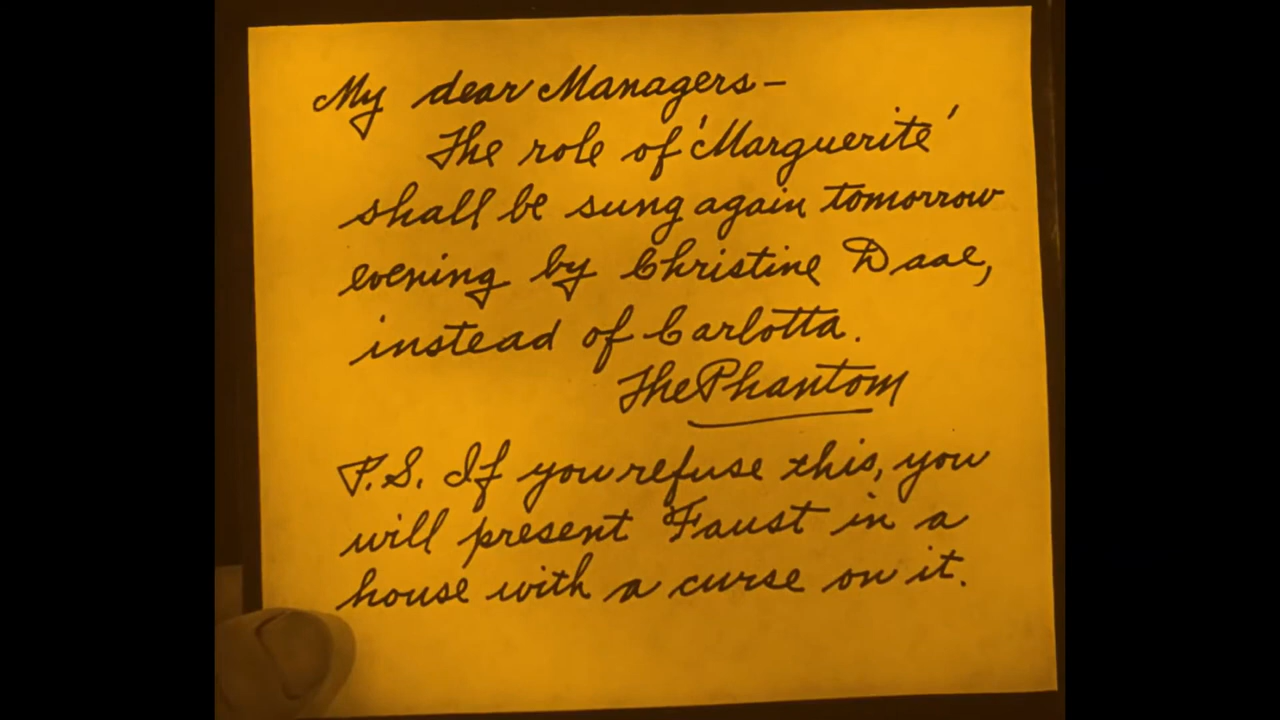 My dear Managers—
The role of 'Marguerite'
shall be sung again tomorrow
evening by Christine Daae,
instead of Carlotta.
The Phantom
P.S. If you refuse this, you
will present Faust in a
house with a curse on it.